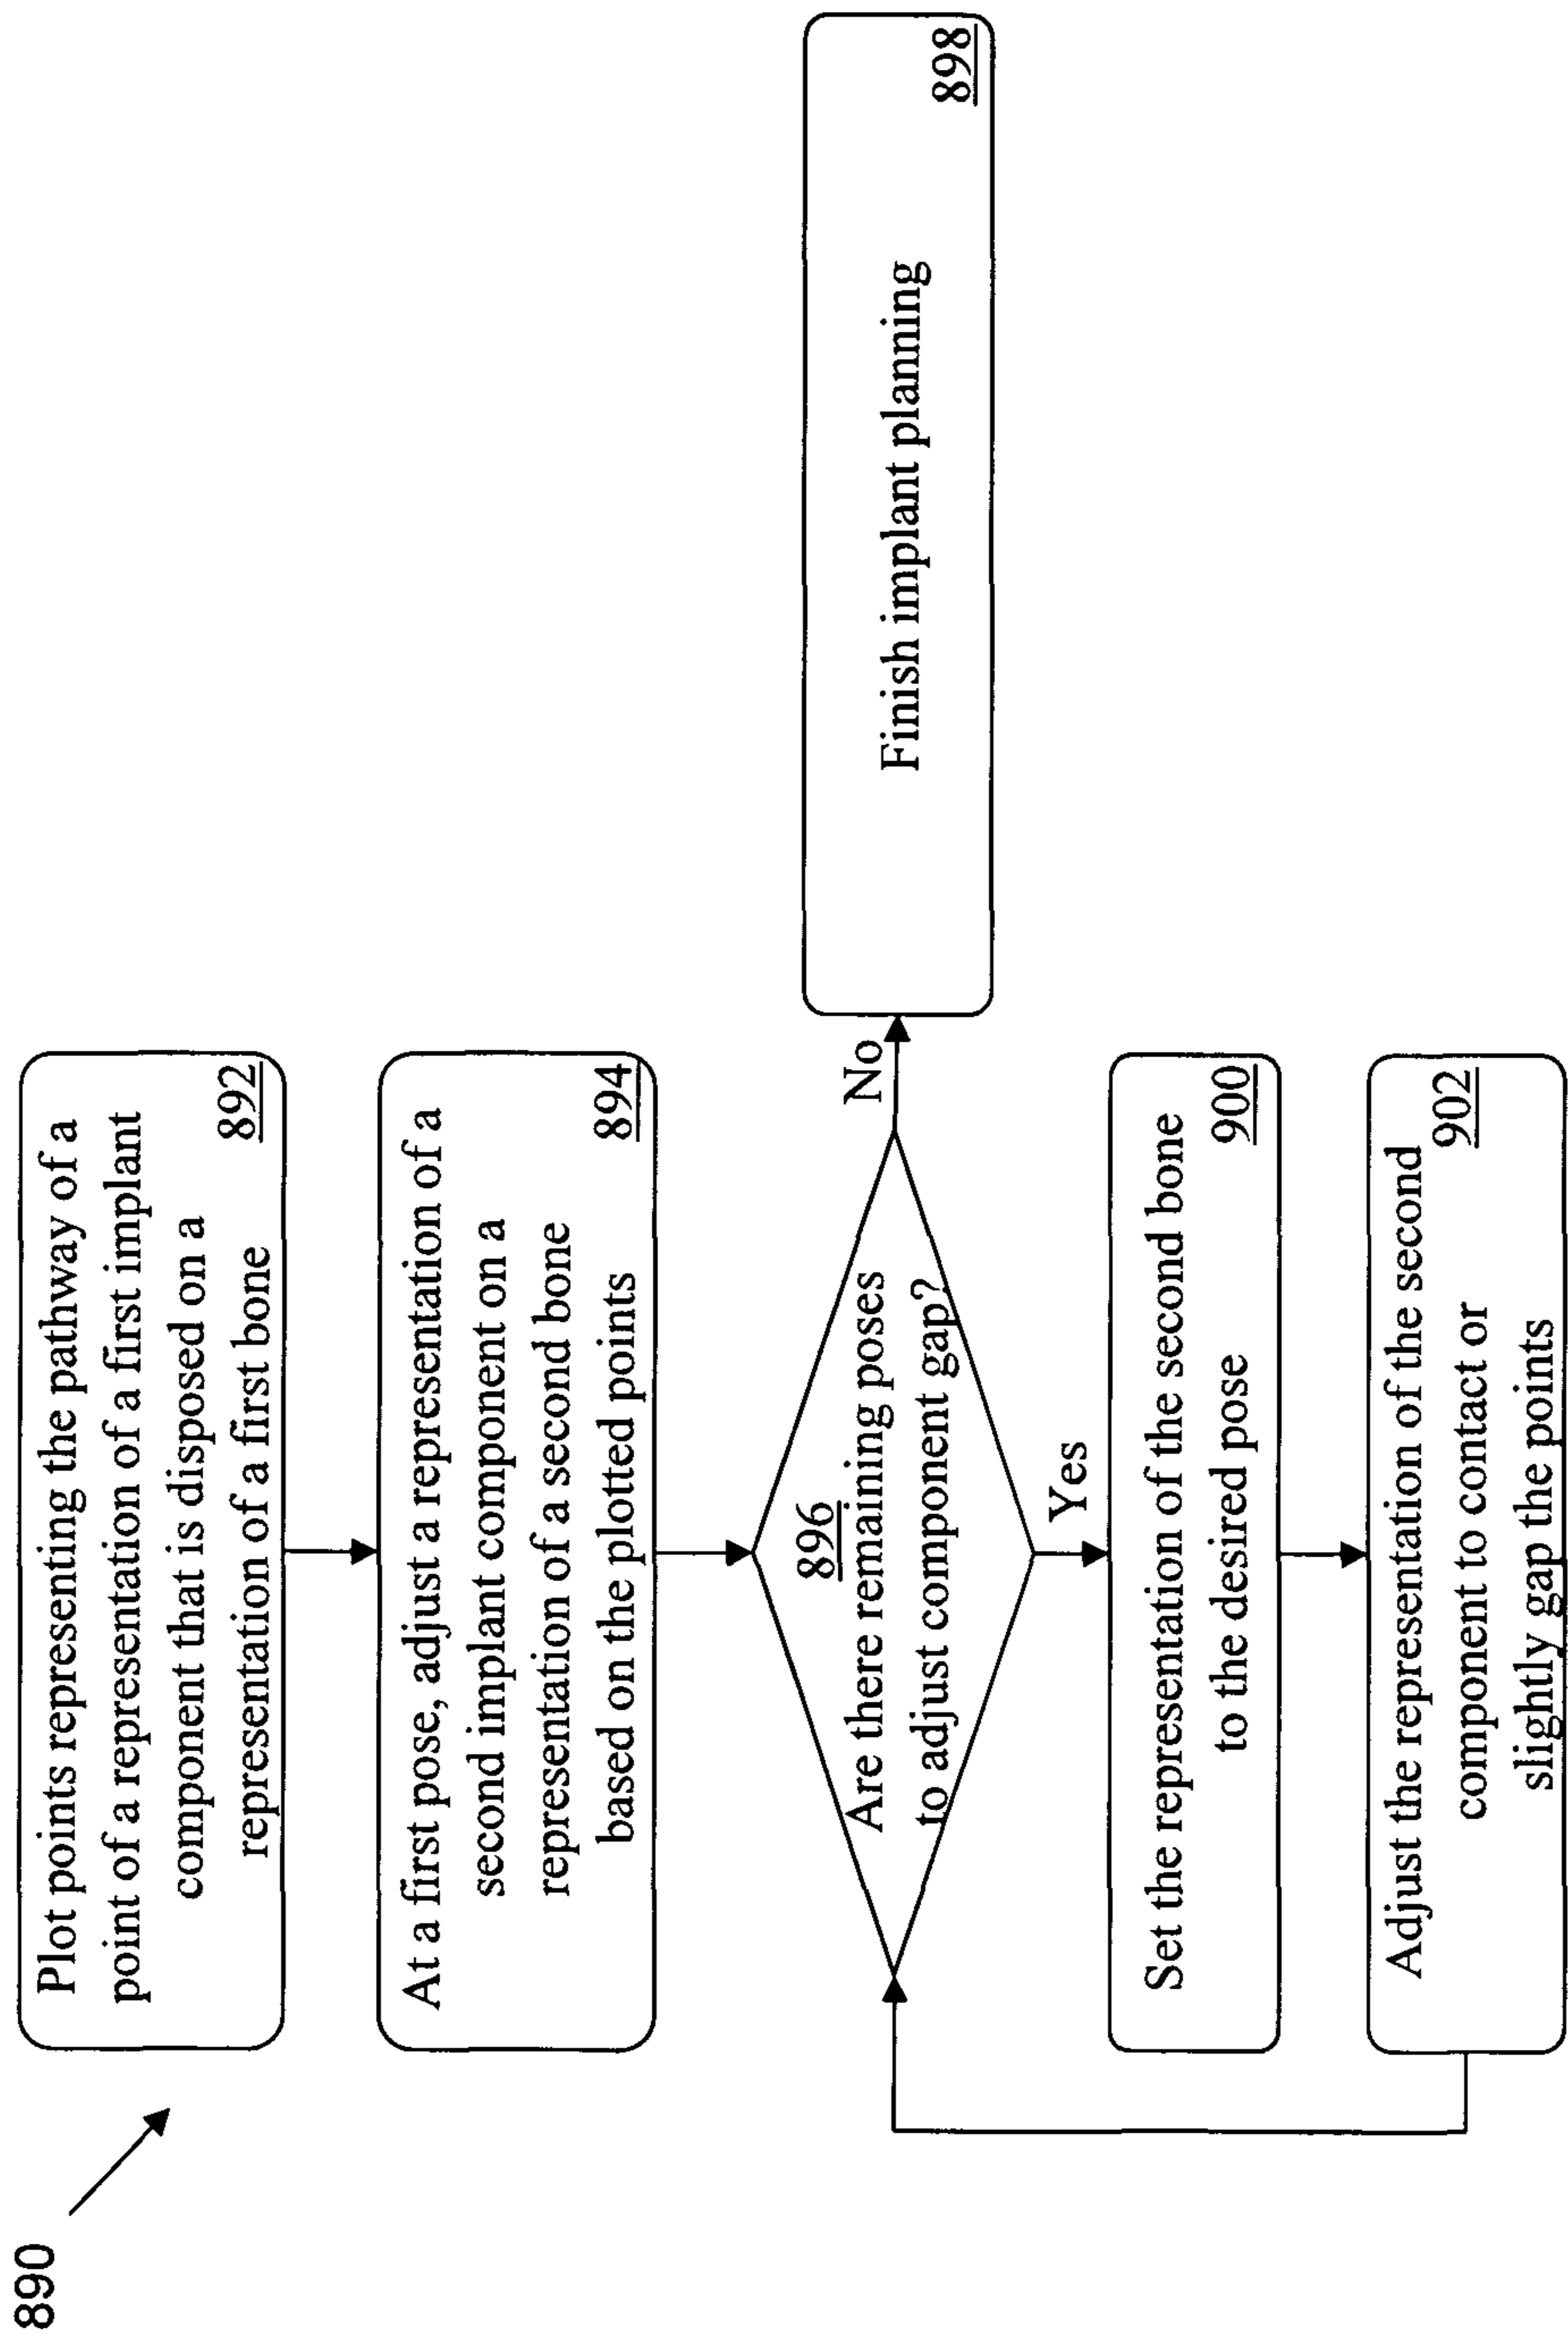 890
Plot points representing the pathway of a
point of a representation of a first implant
component that is disposed on a
representation of a first bone
892
At a first pose, adjust a representation of a
second implant component on a
representation of a second bone
based on the plotted points
894
896
Are there remaining poses
to adjust component gap?
No
Finish implant planning
898
Yes
Set the representation of the second bone
to the desired pose
900
Adjust the representation of the second
component to contact or
slightly gap the points
902